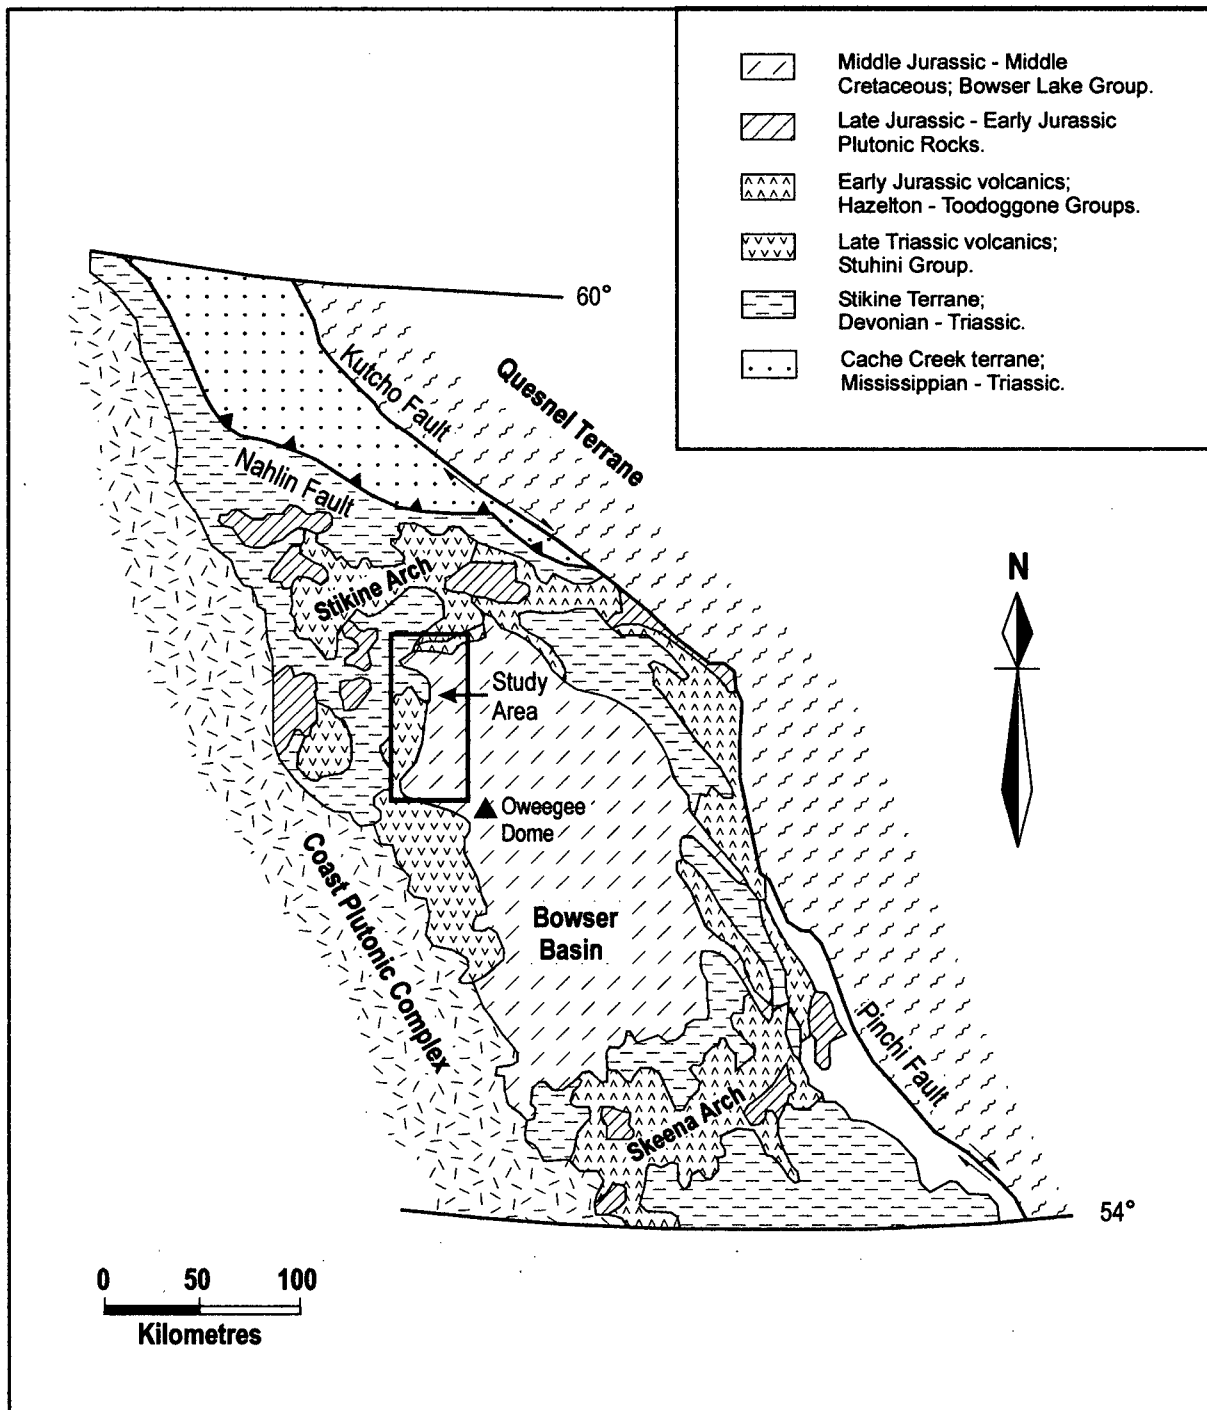 Middle Jurassic - Middle
Cretaceous; Bowser Lake Group.
Late Jurassic - Early Jurassic
Plutonic Rocks.
Early Jurassic volcanics;
Hazelton - Toodoggone Groups.
Late Triassic volcanics;
Stuhini Group.
Stikine Terrane;
Devonian - Triassic.
Cache Creek terrane;
Mississippian - Triassic.
60°
Kutcho Fault
Quesnel Terrane
Nahlin Fault
Stikine Arch
N
Study
Area
Oweegee
Dome
Coast Plutonic Complex
Bowser
Basin
Pinchi Fault
Skeena Arch
54°
0 50 100
Kilometres